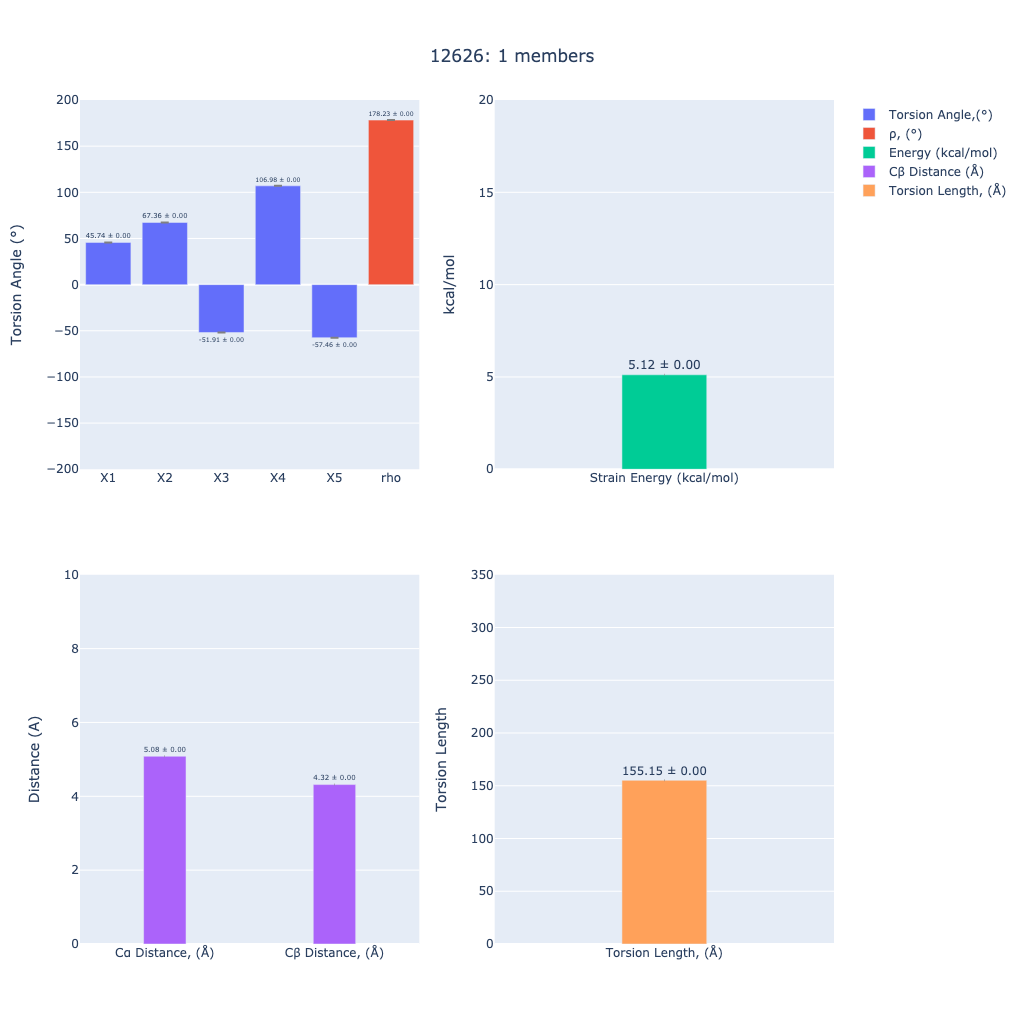 12626: 1 members
Torsion Angle (°)
200
150
100
50
0
−50
−100
−150
−200
45.74 ± 0.00
67.36 ± 0.00
-51.91 ± 0.00
106.98 ± 0.00
-57.46 ± 0.00
178.23 ± 0.00
X1 X2 X3 X4 X5 rho
kcal/mol
20
15
10
5
0
5.12 ± 0.00
Strain Energy (kcal/mol)
Torsion Angle,(°)
ρ, (°)
Energy (kcal/mol)
Cβ Distance (Å)
Torsion Length, (Å)
Distance (A)
10
8
6
4
2
0
5.08 ± 0.00
4.32 ± 0.00
Cα Distance, (Å) Cβ Distance, (Å)
Torsion Length
350
300
250
200
150
100
50
0
155.15 ± 0.00
Torsion Length, (Å)